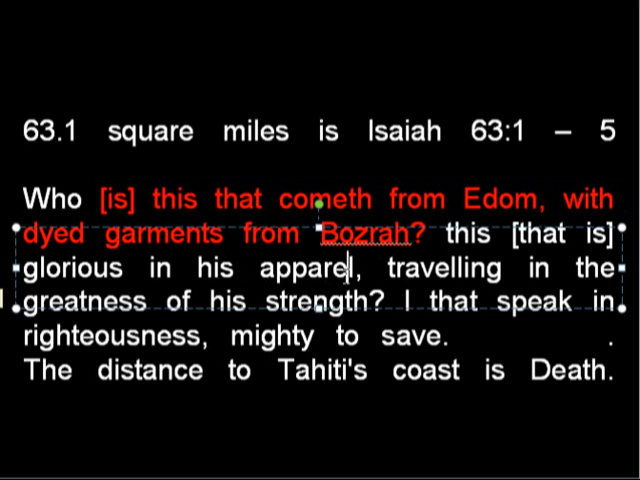 63.1 square miles is Isaiah 63:1 – 5
Who [is] this that cometh from Edom, with
dyed garments from Bozrah? this [that is]
glorious in his apparel, travelling in the
greatness of his strength? I that speak in
righteousness, mighty to save. .
The distance to Tahiti's coast is Death.